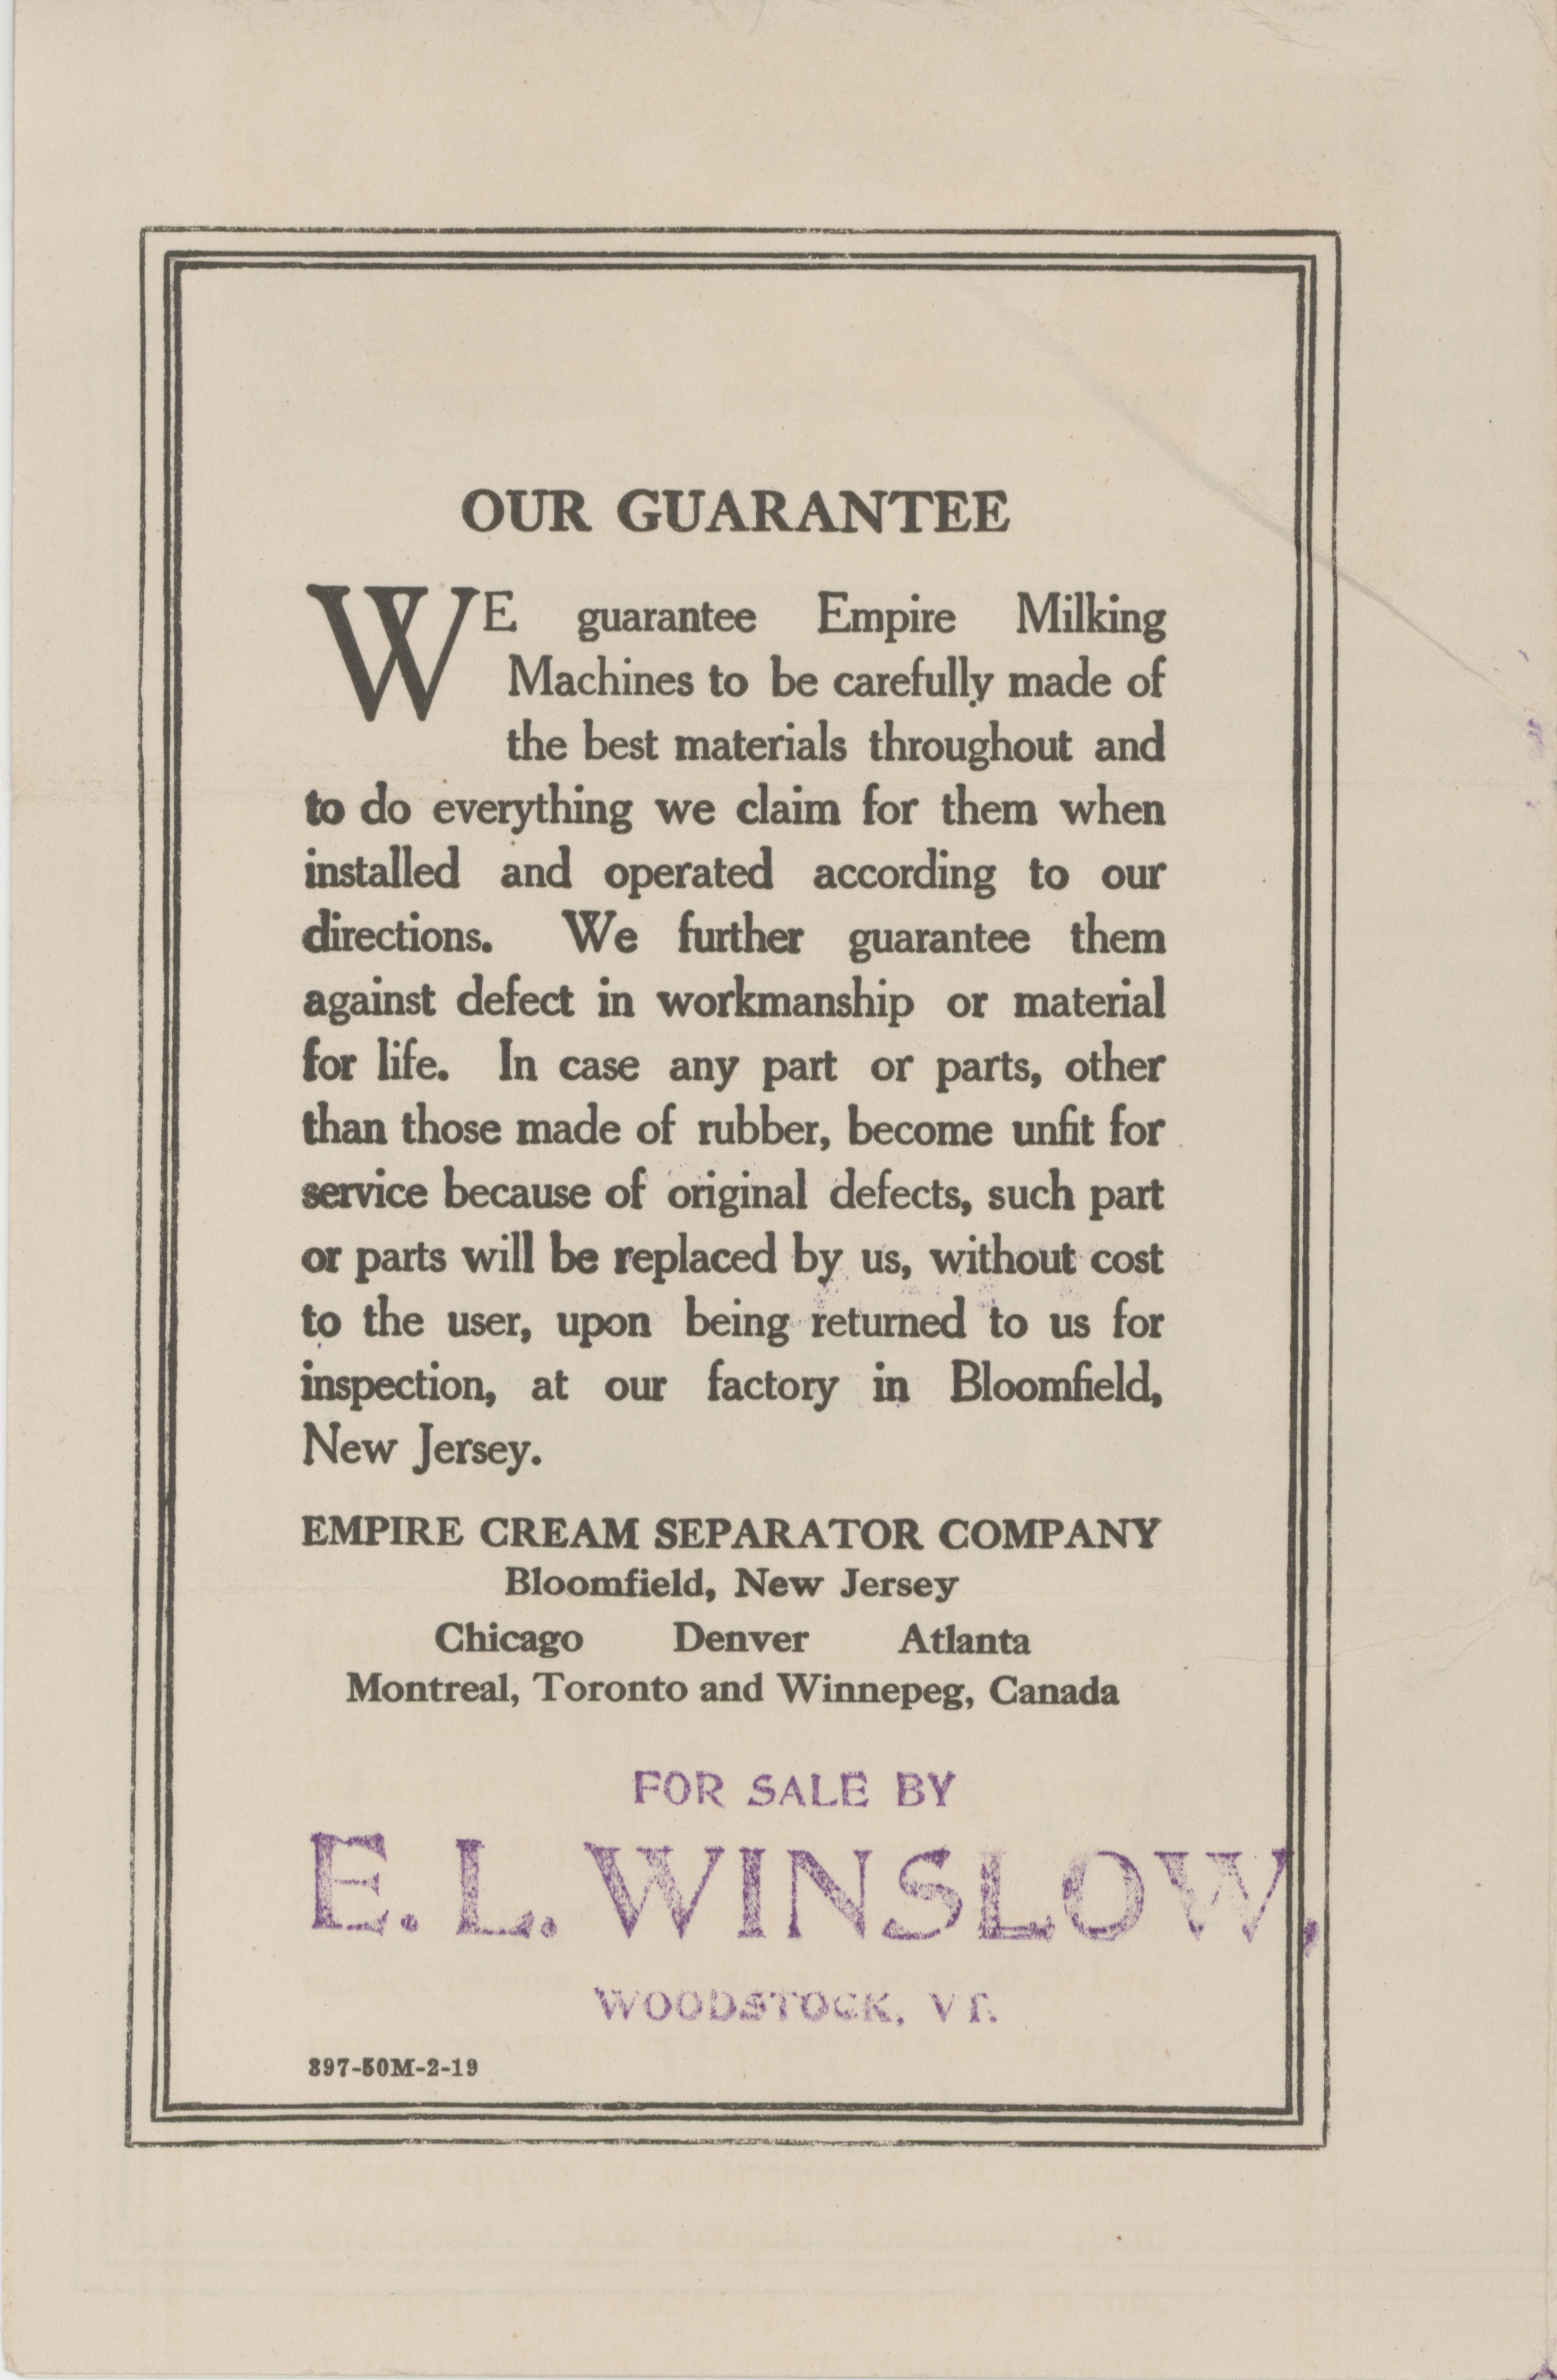 OUR GUARANTEE
WE guarantee Empire Milking
Machines to be carefully made of
the best materials throughout and
to do everything we claim for them when
installed and operated according to our
directions. We further guarantee them
against defect in workmanship or material
for life. In case any part or parts, other
than those made of rubber, become unfit for
service because of original defects, such part
or parts will be replaced by us, without cost
to the user, upon being returned to us for
inspection, at our factory in Bloomfield,
New Jersey.
EMPIRE CREAM SEPARATOR COMPANY
Bloomfield, New Jersey
Chicago Denver Atlanta
Montreal, Toronto and Winnepeg, Canada
FOR SALE BY
E. L. WINSLOW,
WOODSTOCK, VT.
397-50M-2-19